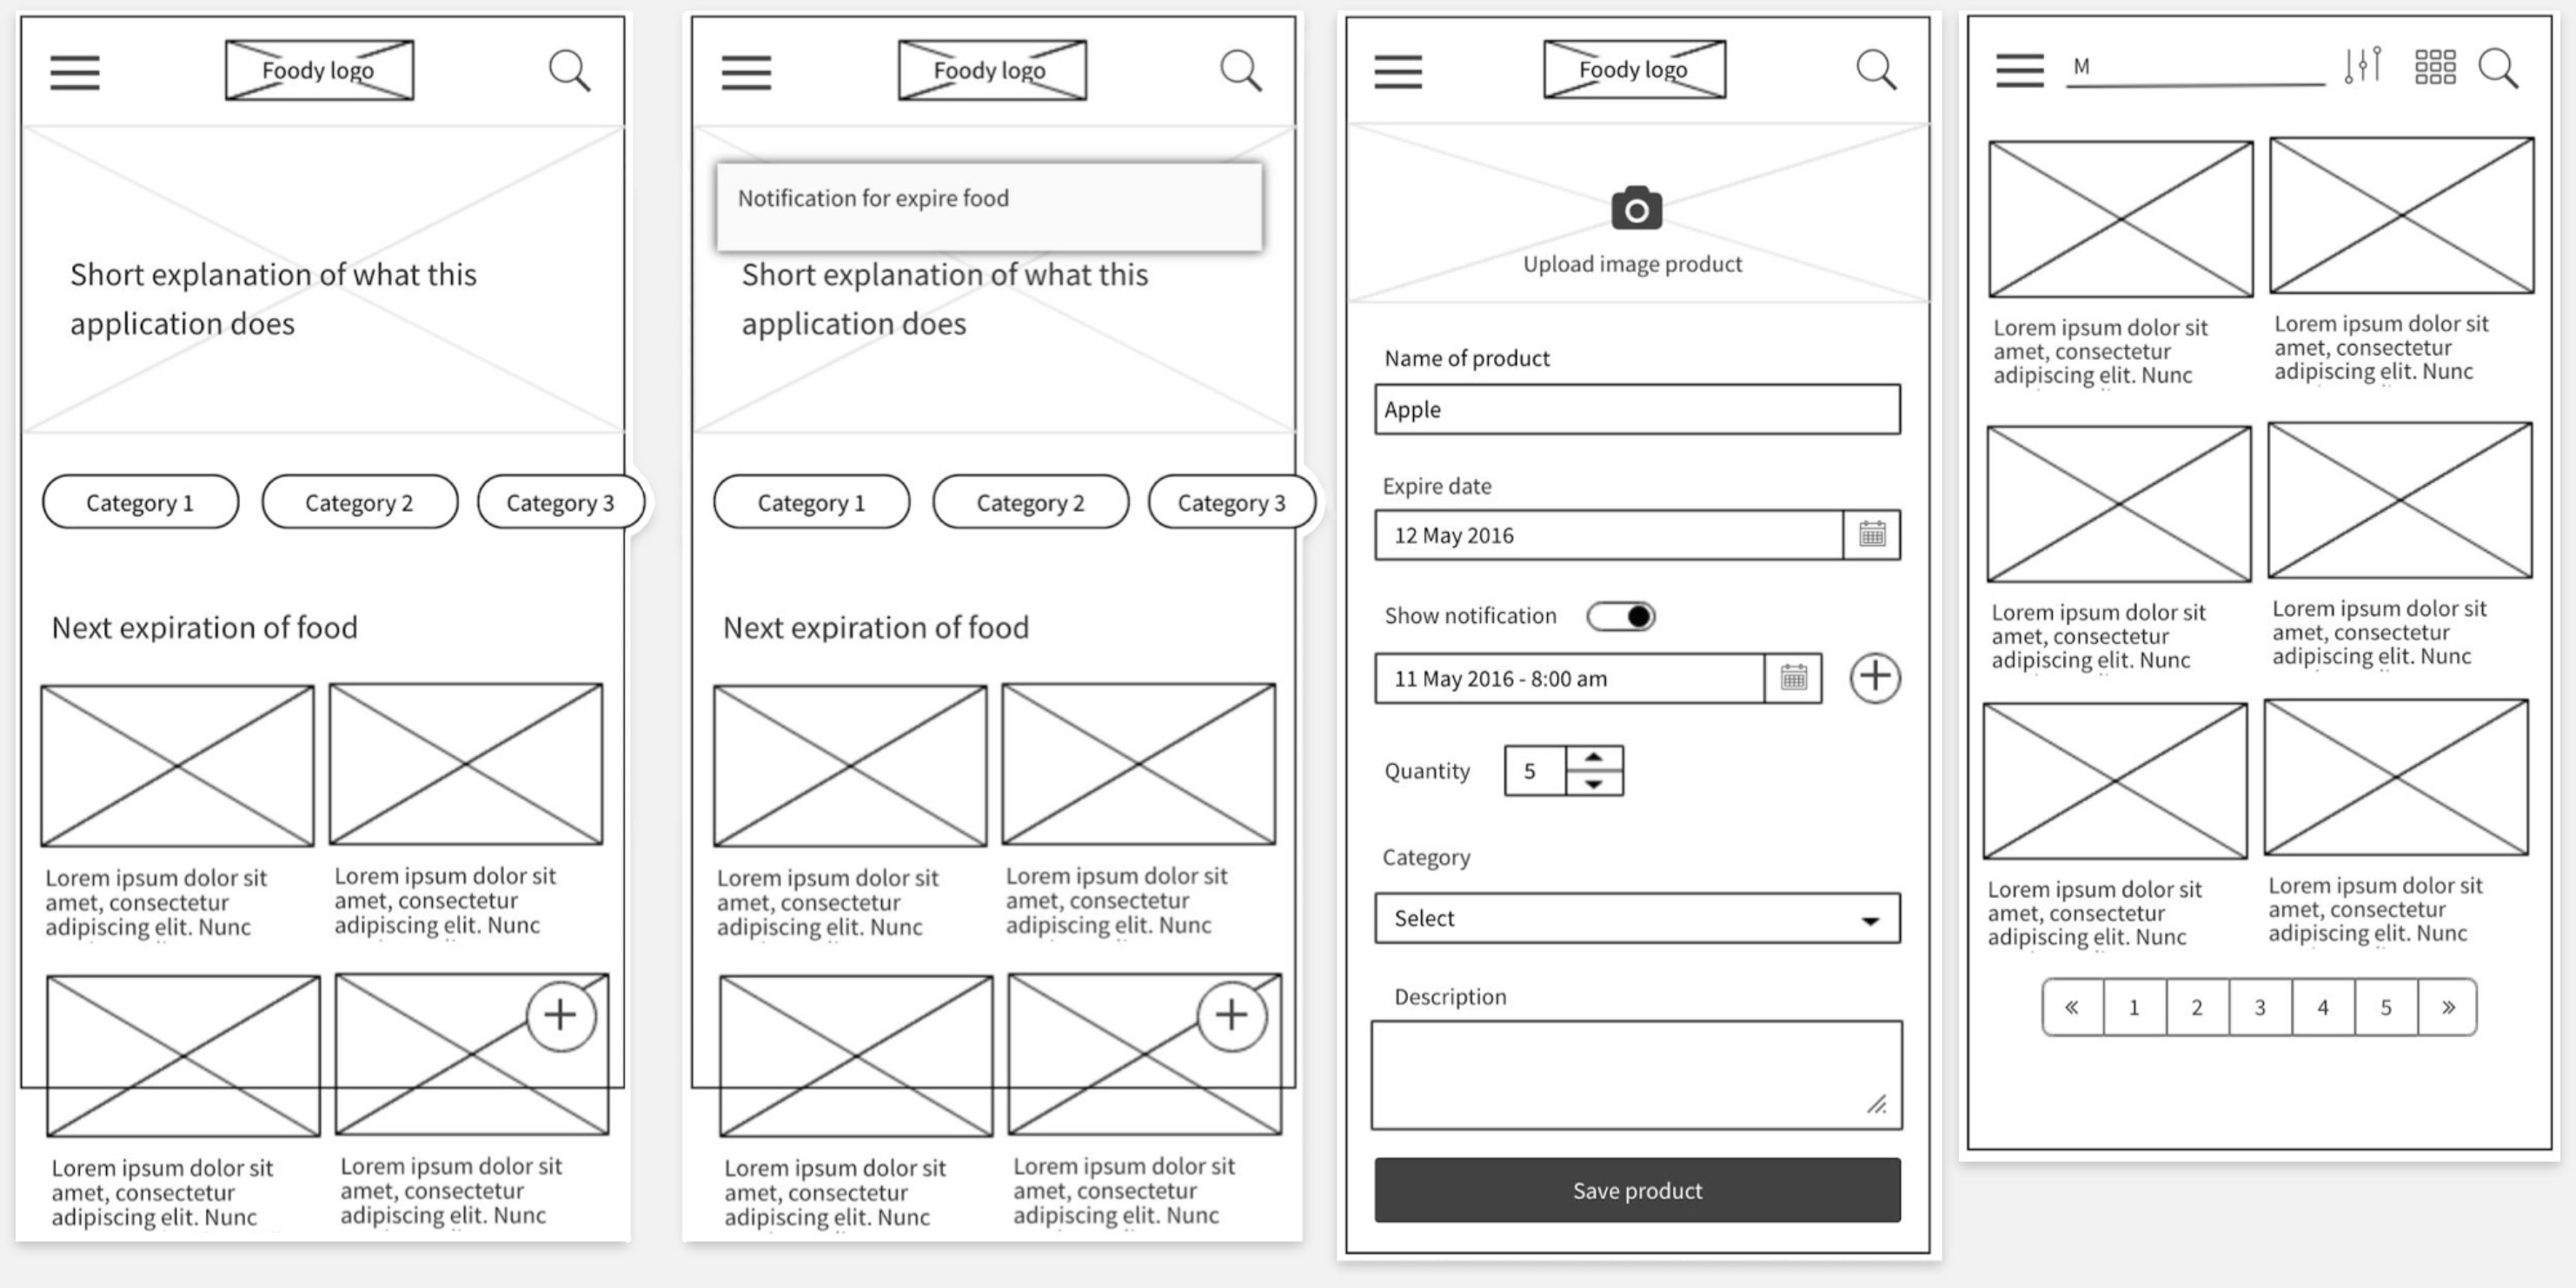 Foody logo
Short explanation of what this
application does
Category 1
Category 2
Category 3
Next expiration of food
Lorem ipsum dolor sit
amet, consectetur
adipiscing elit. Nunc
Lorem ipsum dolor sit
amet, consectetur
adipiscing elit. Nunc
Lorem ipsum dolor sit
amet, consectetur
adipiscing elit. Nunc
Lorem ipsum dolor sit
amet, consectetur
adipiscing elit. Nunc
Foody logo
Notification for expire food
Short explanation of what this
application does
Category 1
Category 2
Category 3
Next expiration of food
Lorem ipsum dolor sit
amet, consectetur
adipiscing elit. Nunc
Lorem ipsum dolor sit
amet, consectetur
adipiscing elit. Nunc
Lorem ipsum dolor sit
amet, consectetur
adipiscing elit. Nunc
Lorem ipsum dolor sit
amet, consectetur
adipiscing elit. Nunc
Foody logo
Upload image product
Name of product
Apple
Expire date
12 May 2016
Show notification
11 May 2016 - 8:00 am
Quantity
5
Category
Select
Description
Save product
M
Lorem ipsum dolor sit
amet, consectetur
adipiscing elit. Nunc
Lorem ipsum dolor sit
amet, consectetur
adipiscing elit. Nunc
Lorem ipsum dolor sit
amet, consectetur
adipiscing elit. Nunc
Lorem ipsum dolor sit
amet, consectetur
adipiscing elit. Nunc
Lorem ipsum dolor sit
amet, consectetur
adipiscing elit. Nunc
Lorem ipsum dolor sit
amet, consectetur
adipiscing elit. Nunc
« 1 2 3 4 5 »